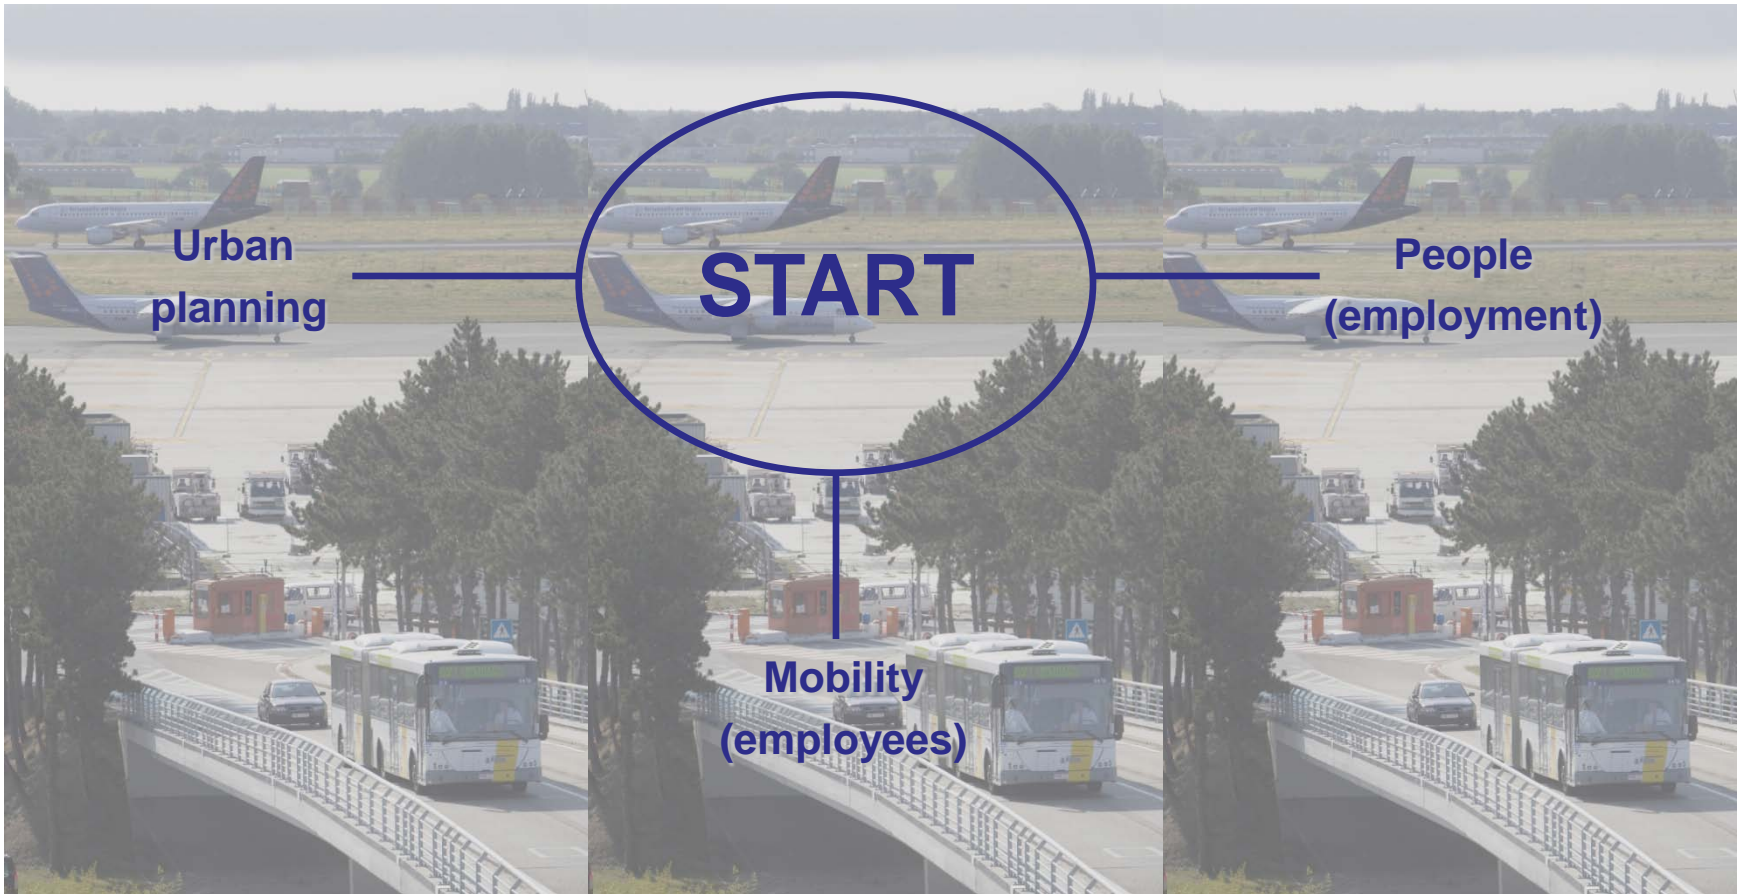 START
Urban
planning
People
(employment)
Mobility
(employees)